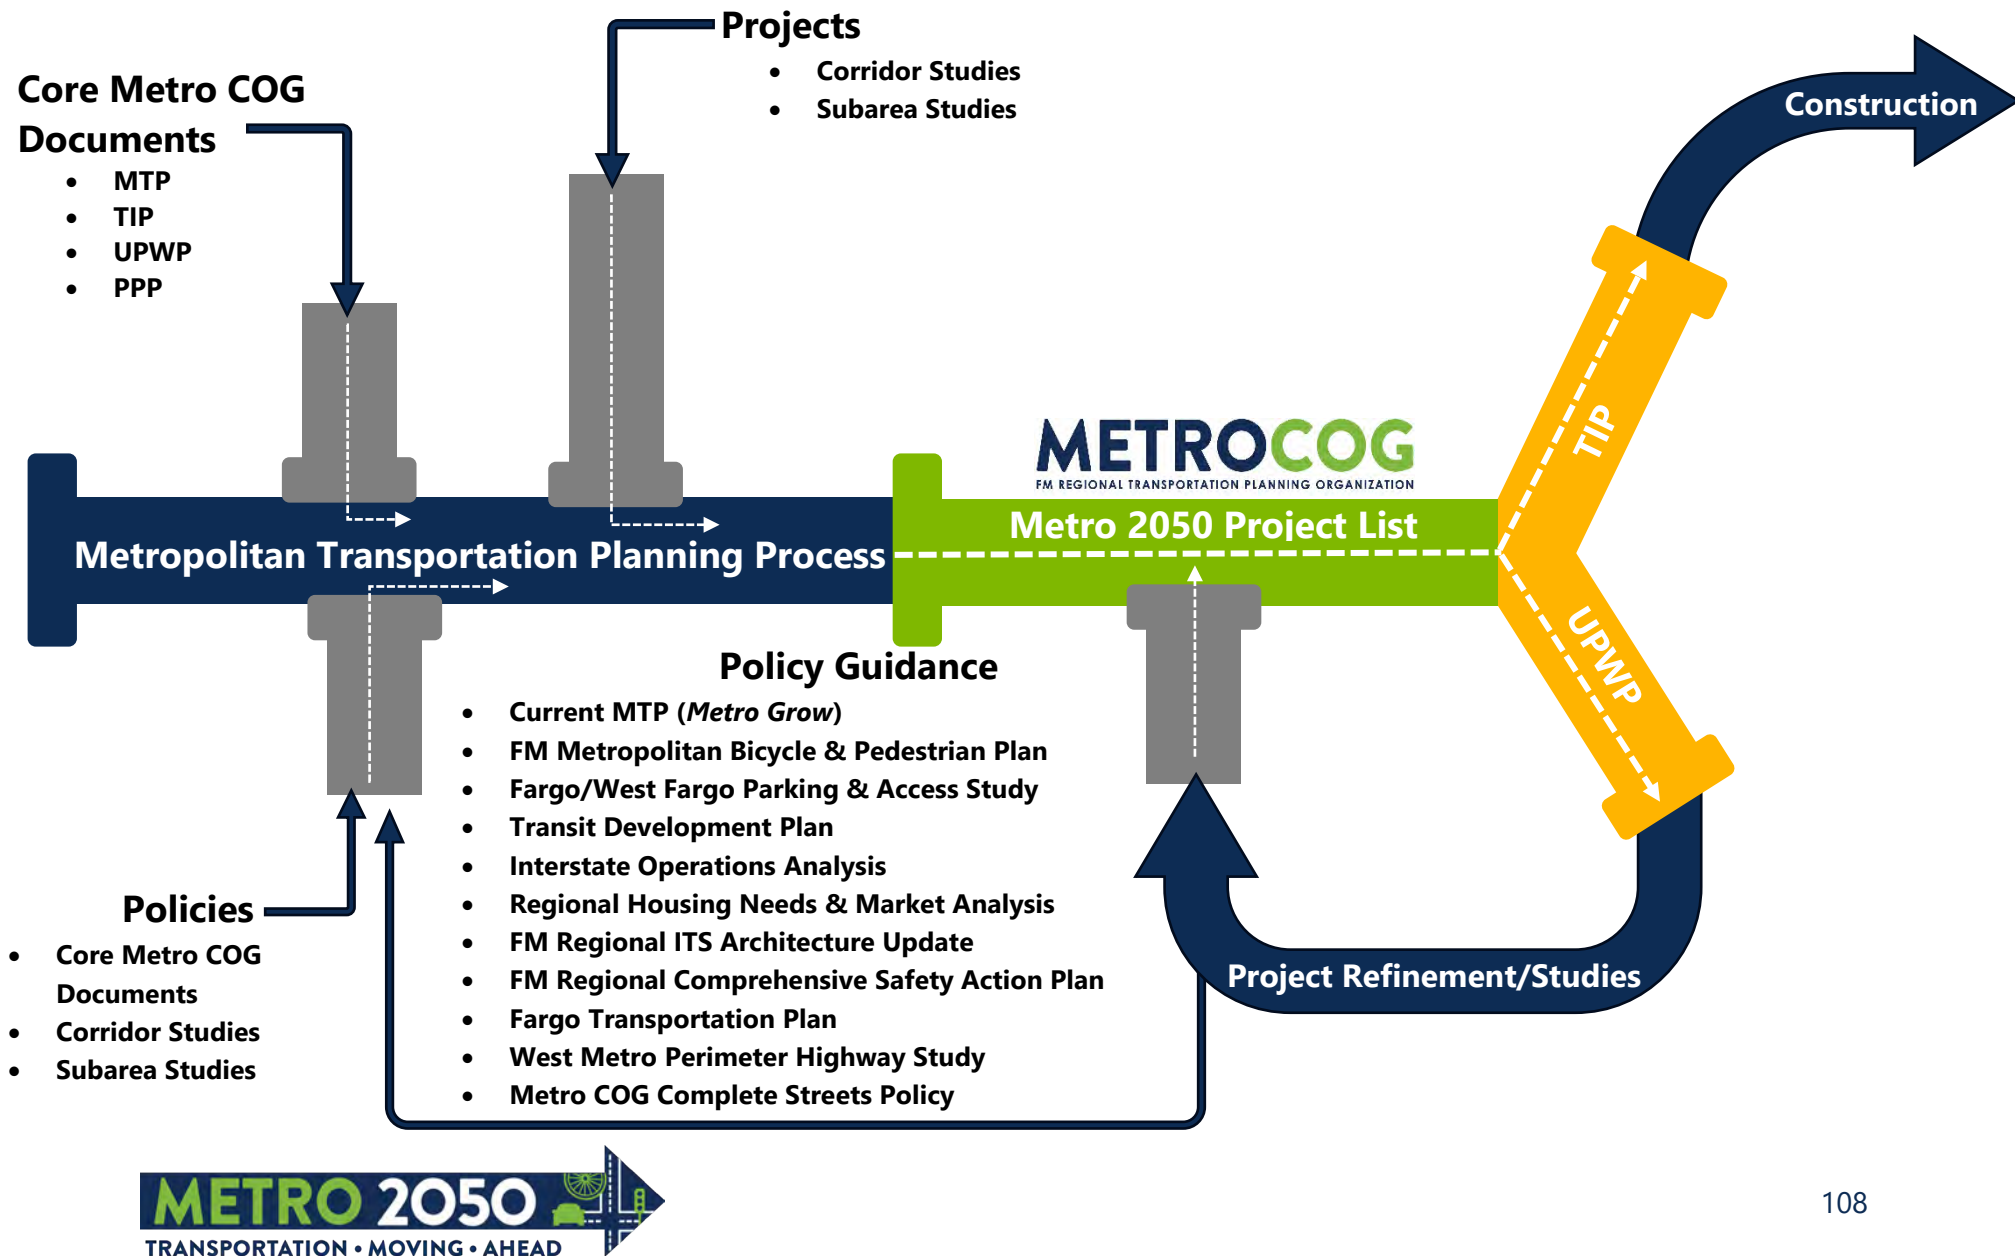 Projects
• Corridor Studies
• Subarea Studies
Core Metro COG
Documents
• MTP
• TIP
• UPWP
• PPP
Construction
TIP
METROCOG
FM REGIONAL TRANSPORTATION PLANNING ORGANIZATION
Metro 2050 Project List
Metropolitan Transportation Planning Process
UPWP
Policy Guidance
• Current MTP (Metro Grow)
• FM Metropolitan Bicycle & Pedestrian Plan
• Fargo/West Fargo Parking & Access Study
• Transit Development Plan
• Interstate Operations Analysis
• Regional Housing Needs & Market Analysis
• FM Regional ITS Architecture Update
• FM Regional Comprehensive Safety Action Plan
• Fargo Transportation Plan
• West Metro Perimeter Highway Study
• Metro COG Complete Streets Policy
Policies
• Core Metro COG
Documents
• Corridor Studies
• Subarea Studies
Project Refinement/Studies
METRO 2050
TRANSPORTATION • MOVING • AHEAD
108